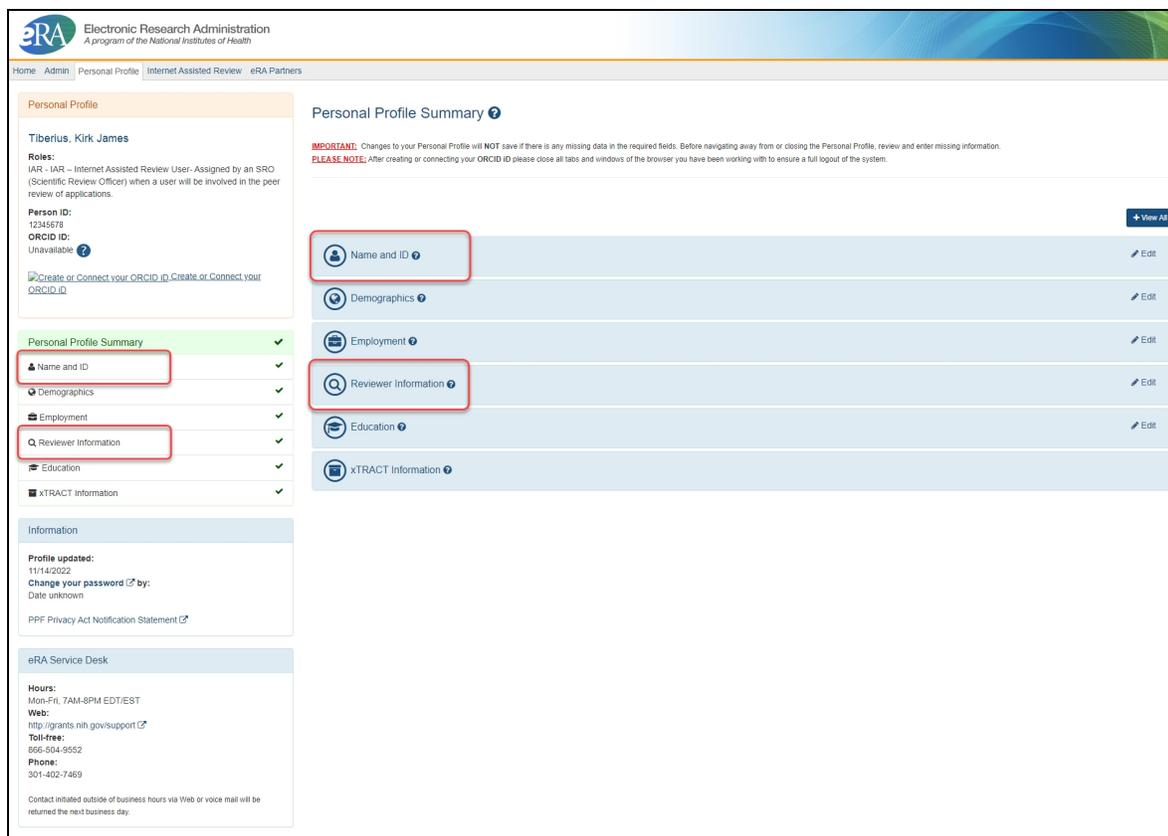 eRA
Electronic Research Administration
A program of the National Institutes of Health
Home Admin Personal Profile Internet Assisted Review eRA Partners
Personal Profile
Tiberius, Kirk James
Roles:
IAR - IAR – Internet Assisted Review User- Assigned by an SRO
(Scientific Review Officer) when a user will be involved in the peer
review of applications.
Person ID:
12345678
ORCID ID:
Unavailable ?
Create or Connect your ORCID iD Create or Connect your
ORCID iD
Personal Profile Summary
Name and ID
Demographics
Employment
Reviewer Information
Education
xTRACT Information
Information
Profile updated:
11/14/2022
Change your password by:
Date unknown
PPF Privacy Act Notification Statement
eRA Service Desk
Hours:
Mon-Fri, 7AM-8PM EDT/EST
Web:
http://grants.nih.gov/support
Toll-free:
866-504-9552
Phone:
301-402-7469
Contact initiated outside of business hours via Web or voice mail will be
returned the next business day.
Personal Profile Summary ?
IMPORTANT: Changes to your Personal Profile will NOT save if there is any missing data in the required fields. Before navigating away from or closing the Personal Profile, review and enter missing information.
PLEASE NOTE: After creating or connecting your ORCID iD please close all tabs and windows of the browser you have been working with to ensure a full logout of the system.
+ View All
Name and ID ? Edit
Demographics ? Edit
Employment ? Edit
Reviewer Information ? Edit
Education ? Edit
xTRACT Information ?